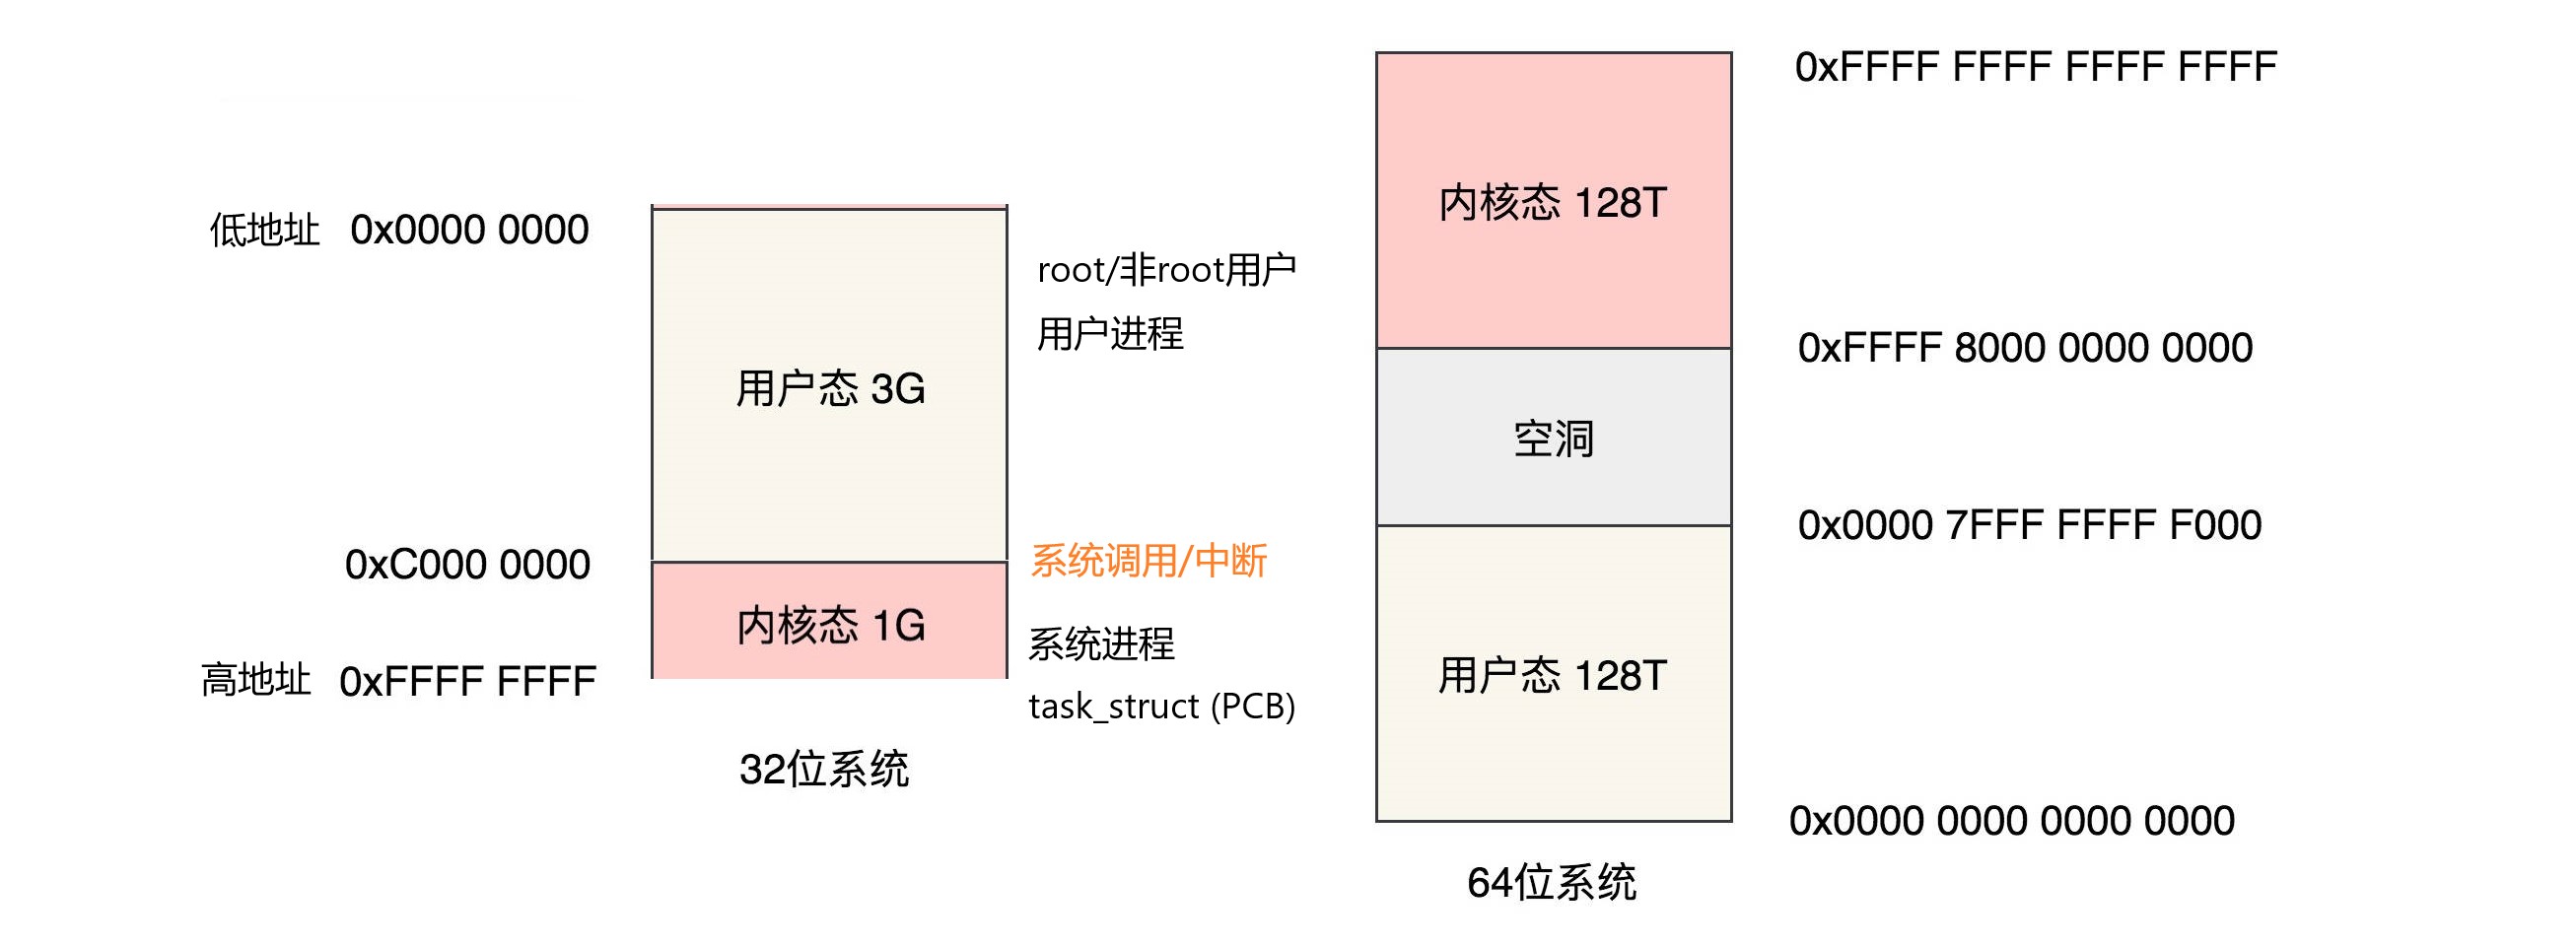 低地址 0x0000 0000
用户态 3G
root/非root用户
用户进程
0xC000 0000
系统调用/中断
内核态 1G
系统进程
高地址 0xFFFF FFFF
task_struct (PCB)
32位系统
0xFFFF FFFF FFFF FFFF
内核态 128T
0xFFFF 8000 0000 0000
空洞
0x0000 7FFF FFFF F000
用户态 128T
0x0000 0000 0000 0000
64位系统